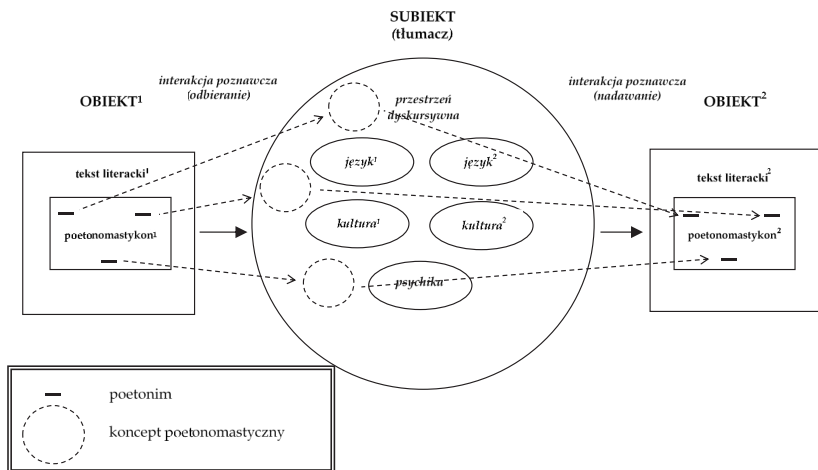 SUBIEKT
(tłumacz)
interakcja poznawcza
(odbieranie)
interakcja poznawcza
(nadawanie)
OBIEKT¹
OBIEKT²
przestrzeń
dyskursywna
tekst literacki¹
język¹
język²
tekst literacki²
poetonomastykon¹
kultura¹
kultura²
poetonomastykon²
psychika
poetonim
koncept poetonomastyczny